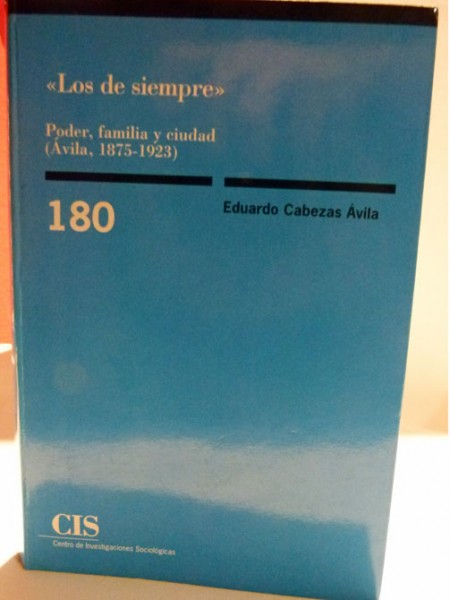 «Los de siempre»
Poder, familia y ciudad
(Ávila, 1875-1923)
180
Eduardo Cabezas Ávila
CIS
Centro de Investigaciones Sociológicas